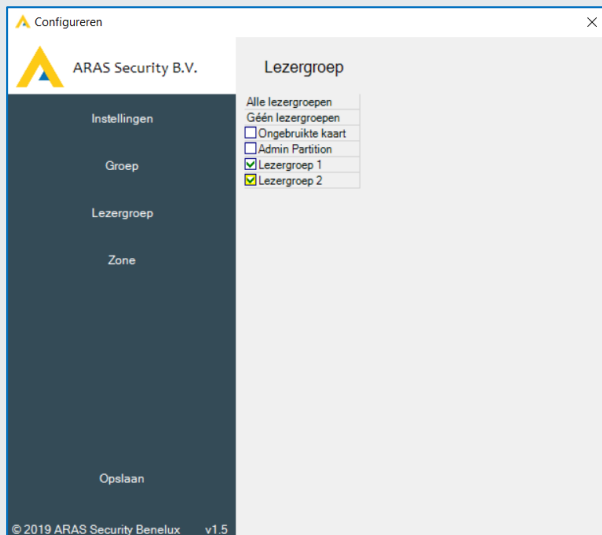 Configureren
ARAS Security B.V.
Instellingen
Groep
Lezergroep
Zone
Opslaan
© 2019 ARAS Security Benelux v1.5
Lezergroep
Alle lezergroepen
Géén lezergroepen
Ongebruikte kaart
Admin Partition
Lezergroep 1
Lezergroep 2